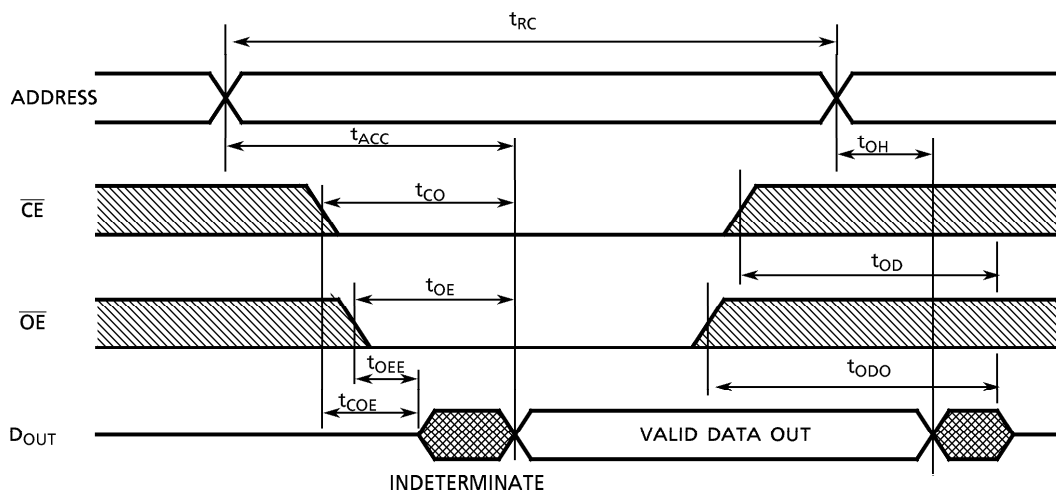 tRC
ADDRESS
tACC
tOH
CE
tCO
tOD
OE
tOE
tOEE
tODO
tCOE
DOUT
VALID DATA OUT
INDETERMINATE